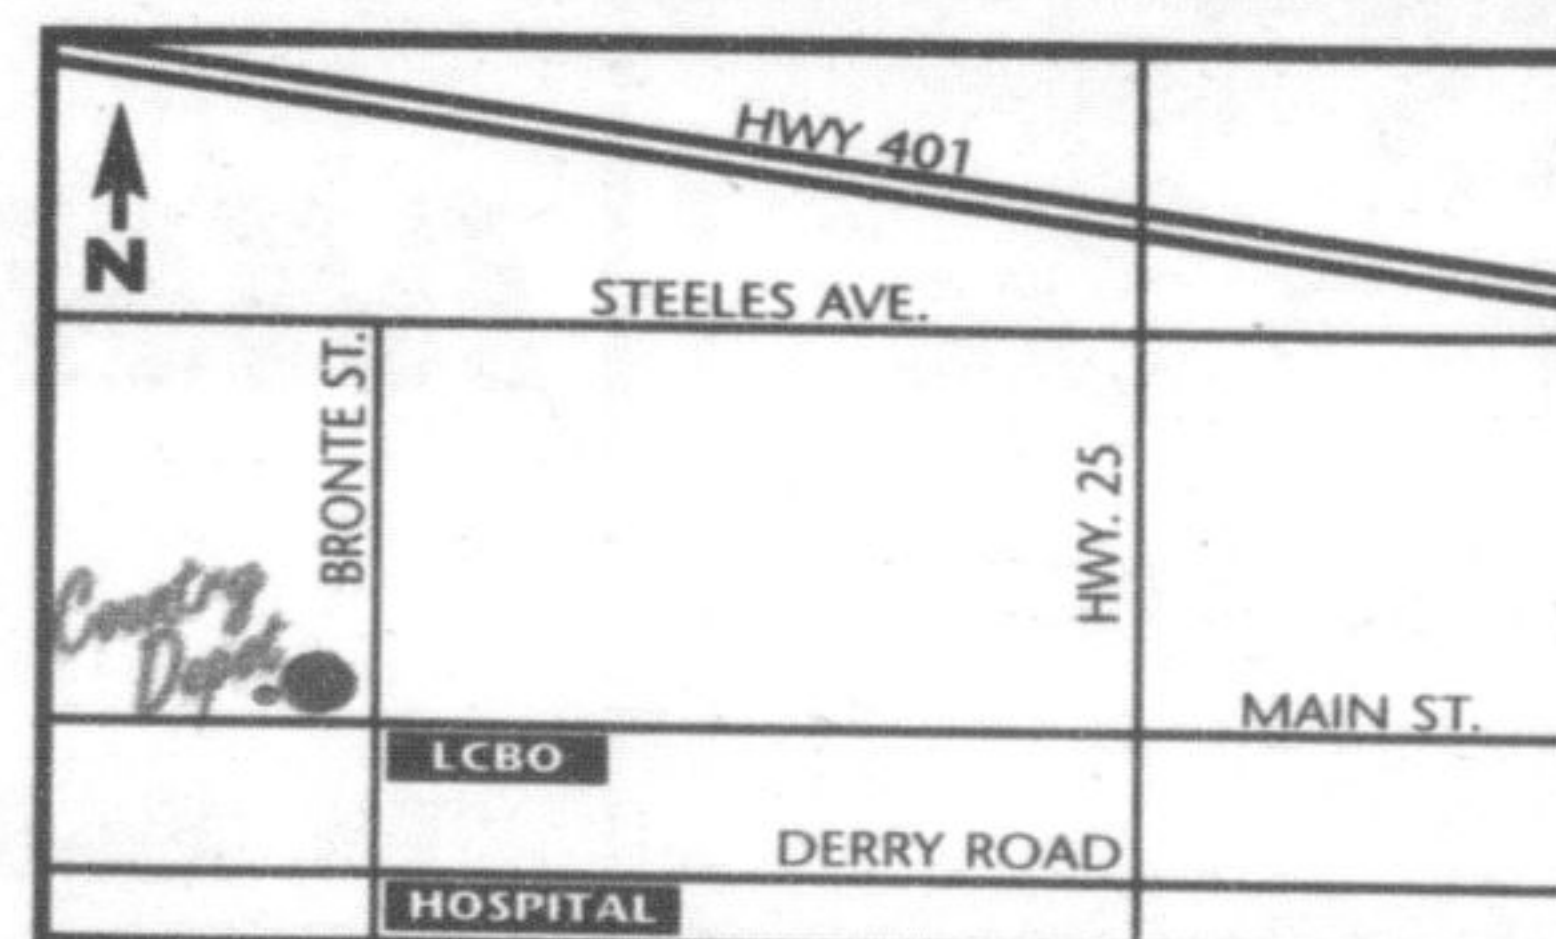 HWY 401
N
STEELES AVE.
BRONTE ST.
HWY. 25
Country
Depot
MAIN ST.
LCBO
DERRY ROAD
HOSPITAL